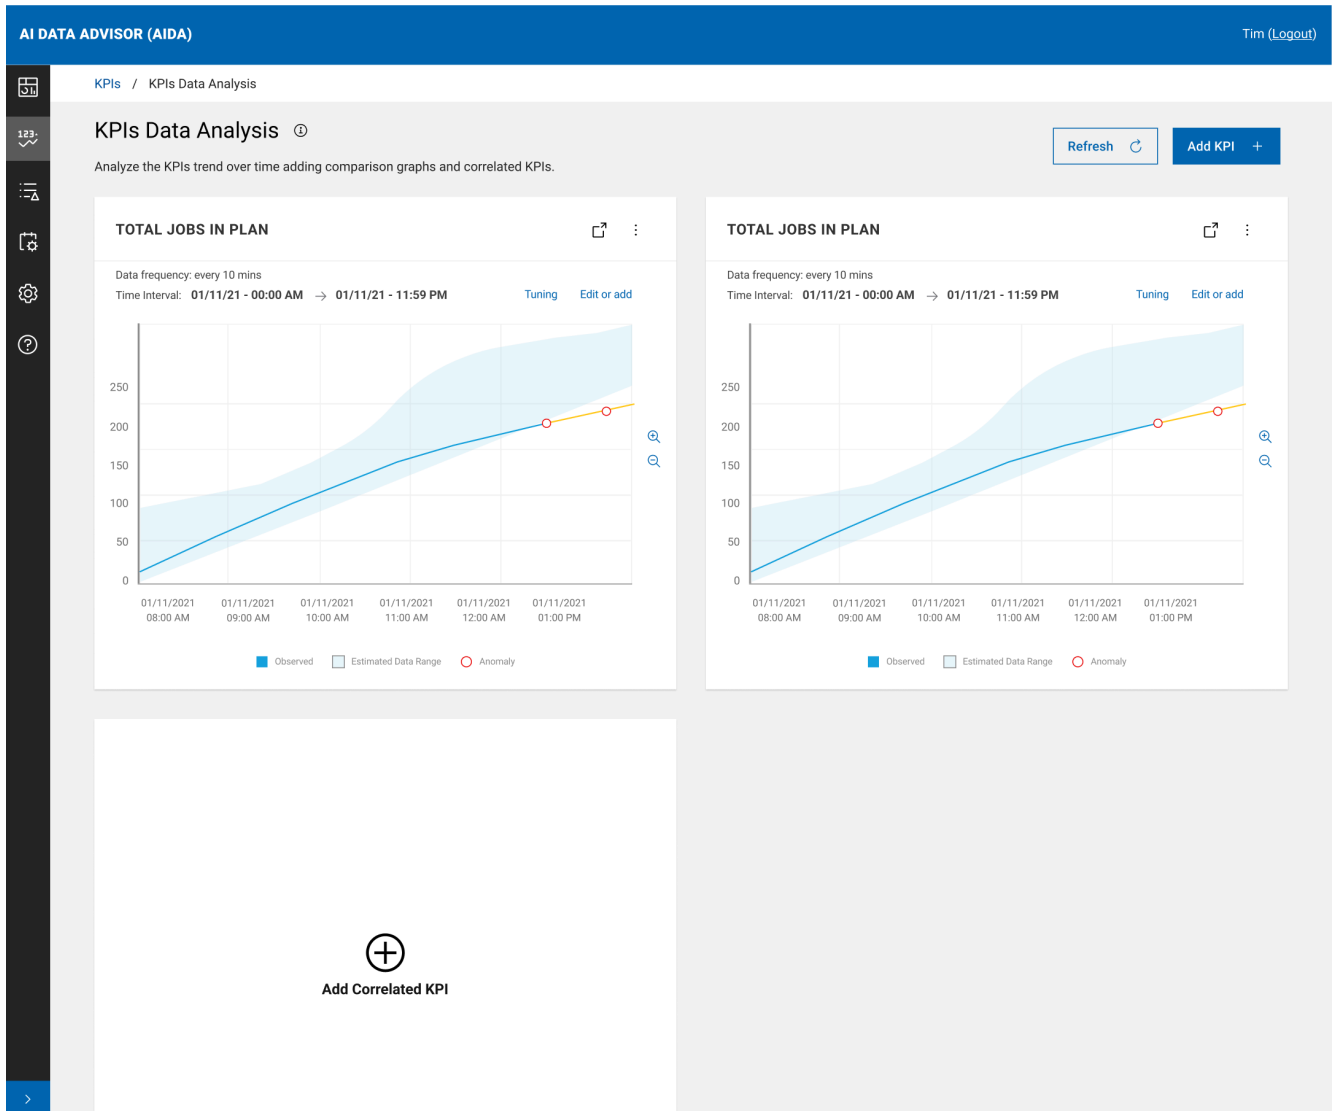 AI DATA ADVISOR (AIDA)
Tim (Logout)
KPIs / KPIs Data Analysis
KPIs Data Analysis
Analyze the KPIs trend over time adding comparison graphs and correlated KPIs.
Refresh
Add KPI +
123
TOTAL JOBS IN PLAN
Data frequency: every 10 mins
Time Interval: 01/11/21 - 00:00 AM → 01/11/21 - 11:59 PM
Tuning
Edit or add
250
200
150
100
50
0
01/11/2021 01/11/2021 01/11/2021 01/11/2021 01/11/2021 01/11/2021
08:00 AM 09:00 AM 10:00 AM 11:00 AM 12:00 AM 01:00 PM
Observed Estimated Data Range Anomaly
TOTAL JOBS IN PLAN
Data frequency: every 10 mins
Time Interval: 01/11/21 - 00:00 AM → 01/11/21 - 11:59 PM
Tuning
Edit or add
250
200
150
100
50
0
01/11/2021 01/11/2021 01/11/2021 01/11/2021 01/11/2021 01/11/2021
08:00 AM 09:00 AM 10:00 AM 11:00 AM 12:00 AM 01:00 PM
Observed Estimated Data Range Anomaly
Add Correlated KPI